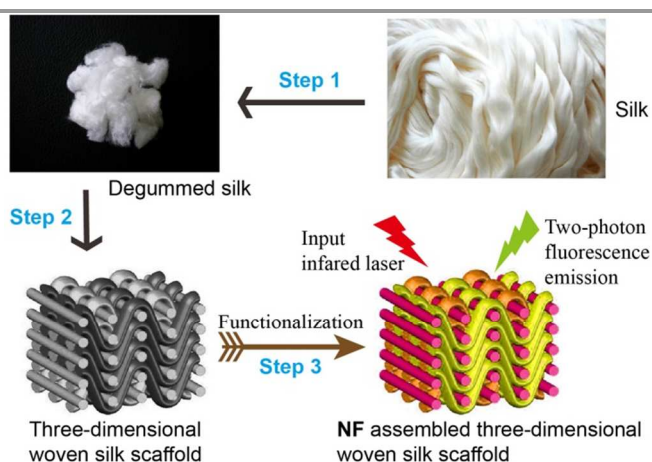 Step 1
Silk
Degummed silk
Step 2
Input
infared laser
Two-photon
fluorescence
emission
Functionalization
Step 3
Three-dimensional
woven silk scaffold
NF assembled three-dimensional
woven silk scaffold